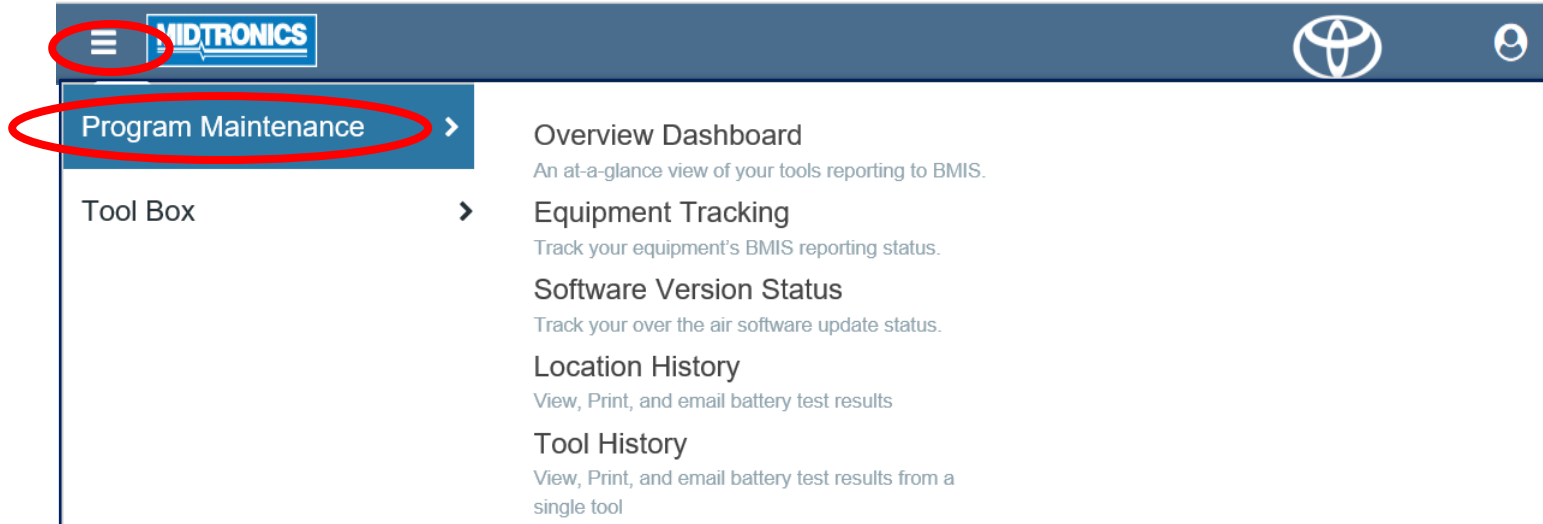 MIDTRONICS
Program Maintenance
Tool Box
Overview Dashboard
An at-a-glance view of your tools reporting to BMIS.
Equipment Tracking
Track your equipment's BMIS reporting status.
Software Version Status
Track your over the air software update status.
Location History
View, Print, and email battery test results
Tool History
View, Print, and email battery test results from a
single tool